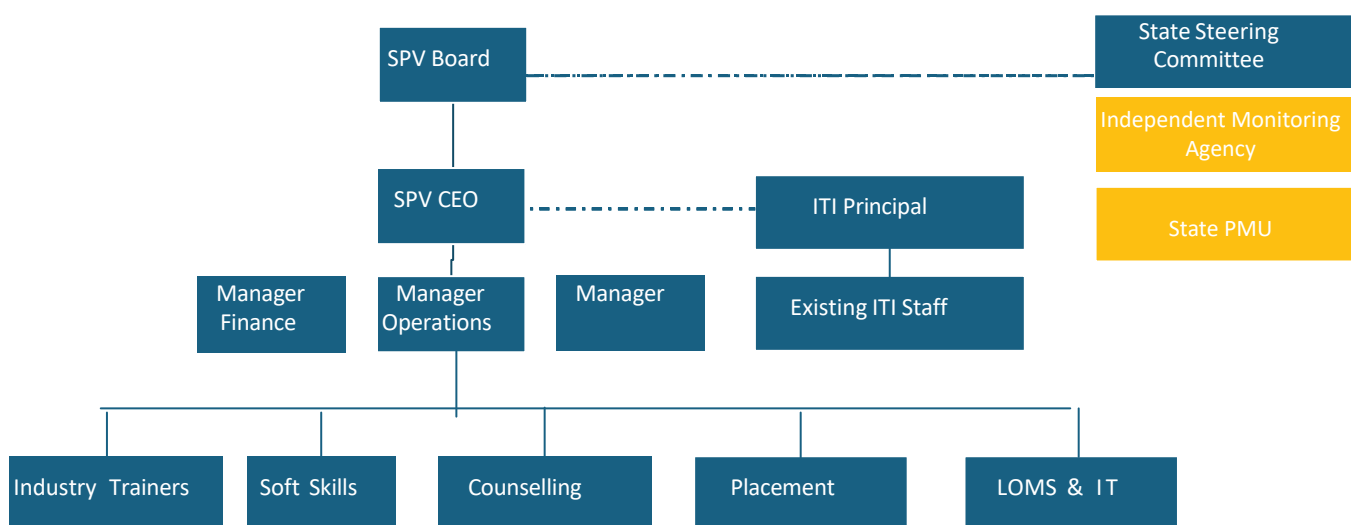 SPV Board
State Steering
Committee
Independent Monitoring
Agency
SPV CEO
ITI Principal
State PMU
Manager
Finance
Manager
Operations
Manager
Existing ITI Staff
Industry Trainers
Soft Skills
Counselling
Placement
LOMS & IT